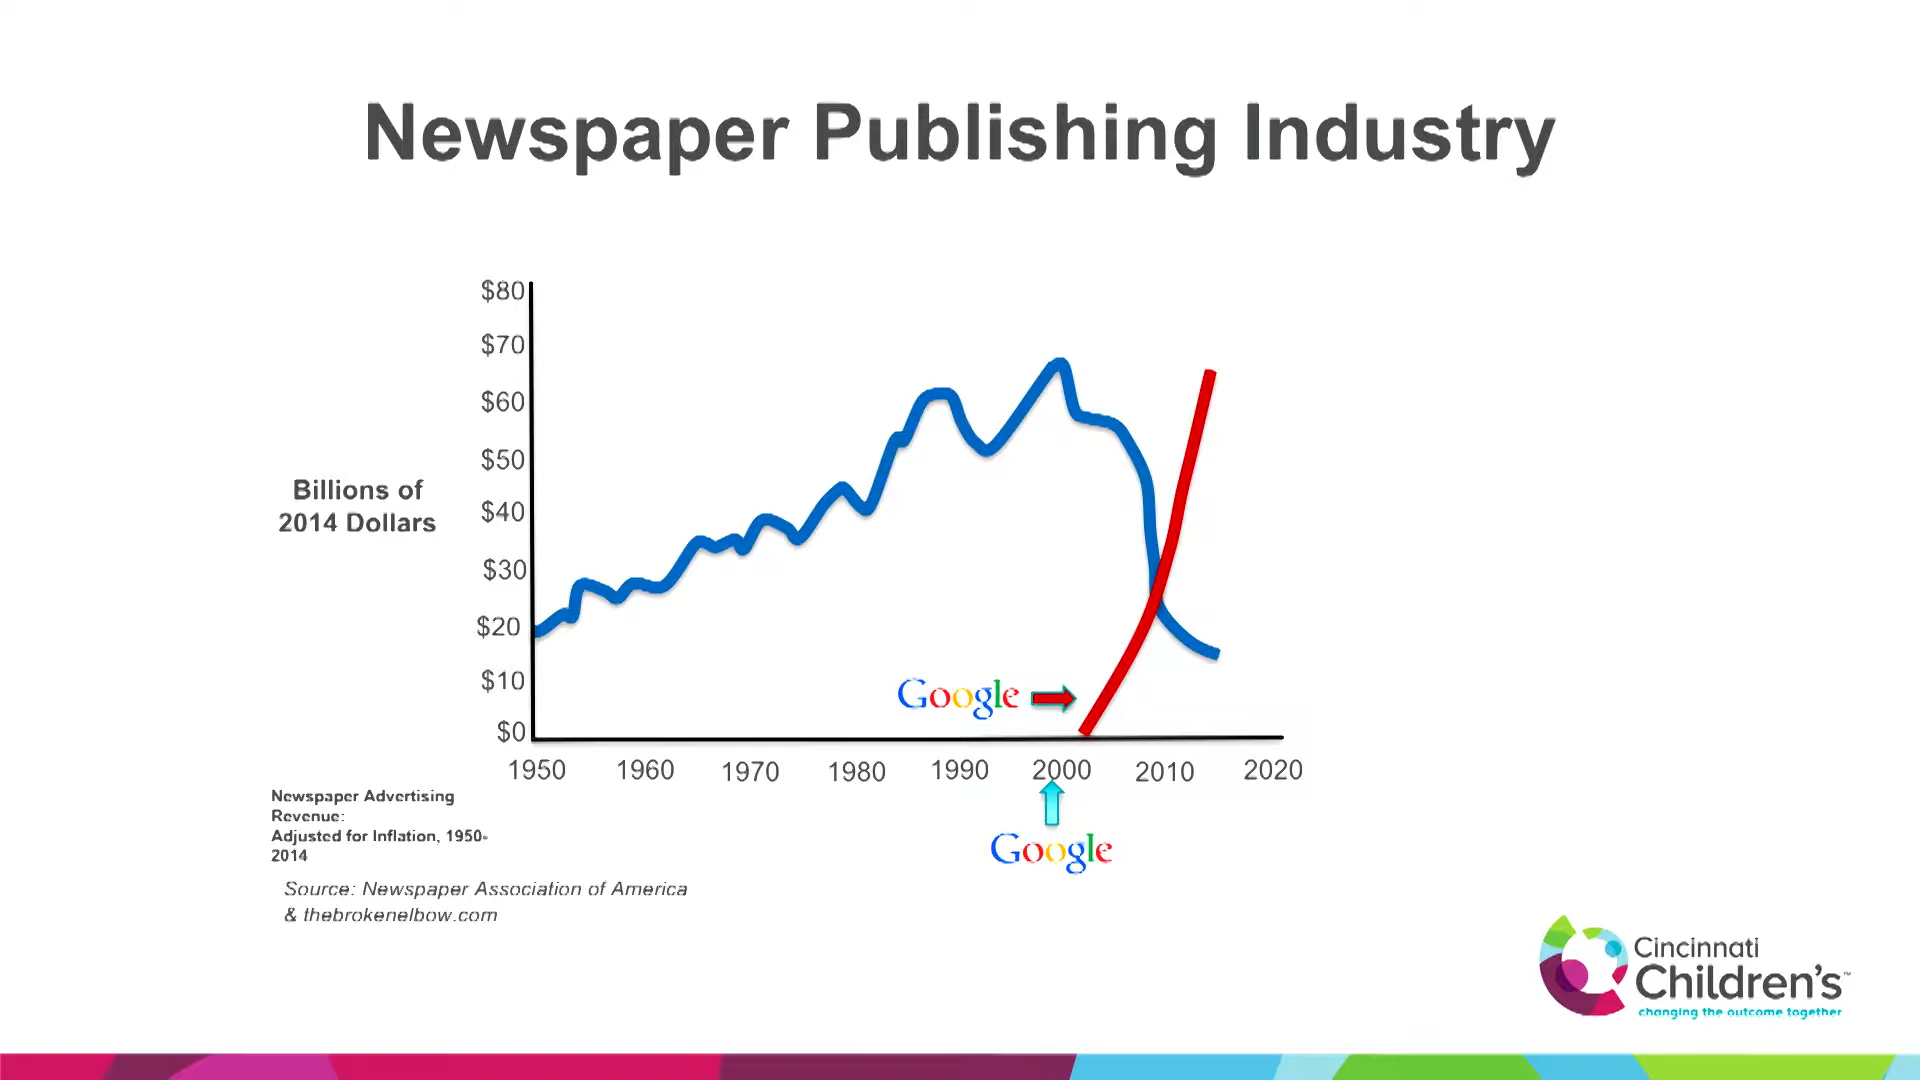 Newspaper Publishing Industry
$80
$70
$60
$50
$40
$30
$20
$10
$0
Billions of
2014 Dollars
Google
1950 1960 1970 1980 1990 2000 2010 2020
Google
Newspaper Advertising
Revenue:
Adjusted for Inflation, 1950-
2014
Source: Newspaper Association of America
& thebrokenelbow.com
Cincinnati
Children's™
changing the outcome together